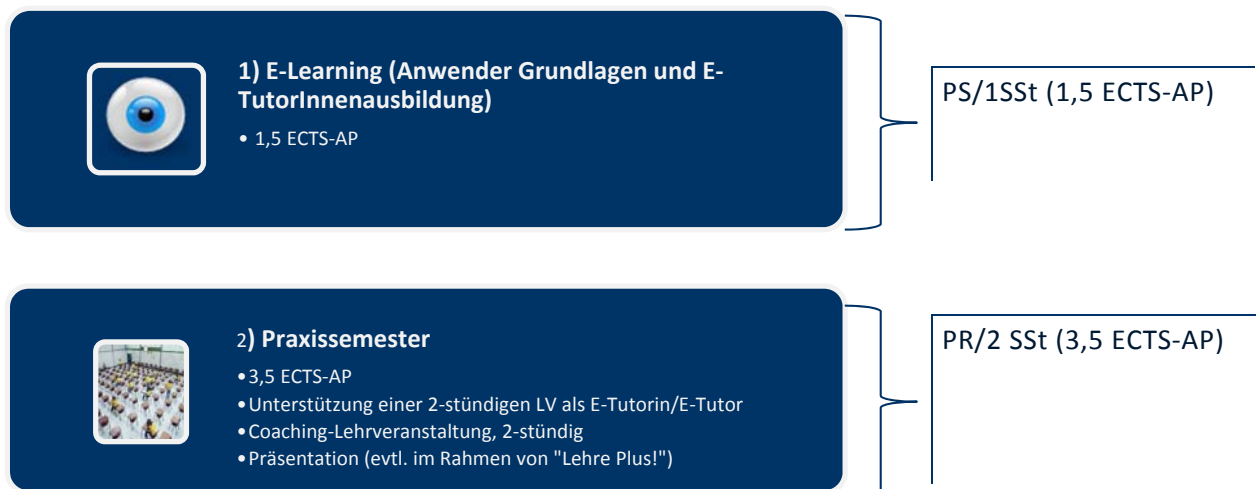 1) E-Learning (Anwender Grundlagen und E-
TutorInnenausbildung)
• 1,5 ECTS-AP
PS/1SSt (1,5 ECTS-AP)
2) Praxissemester
•3,5 ECTS-AP
•Unterstützung einer 2-stündigen LV als E-Tutorin/E-Tutor
•Coaching-Lehrveranstaltung, 2-stündig
•Präsentation (evtl. im Rahmen von "Lehre Plus!")
PR/2 SSt (3,5 ECTS-AP)